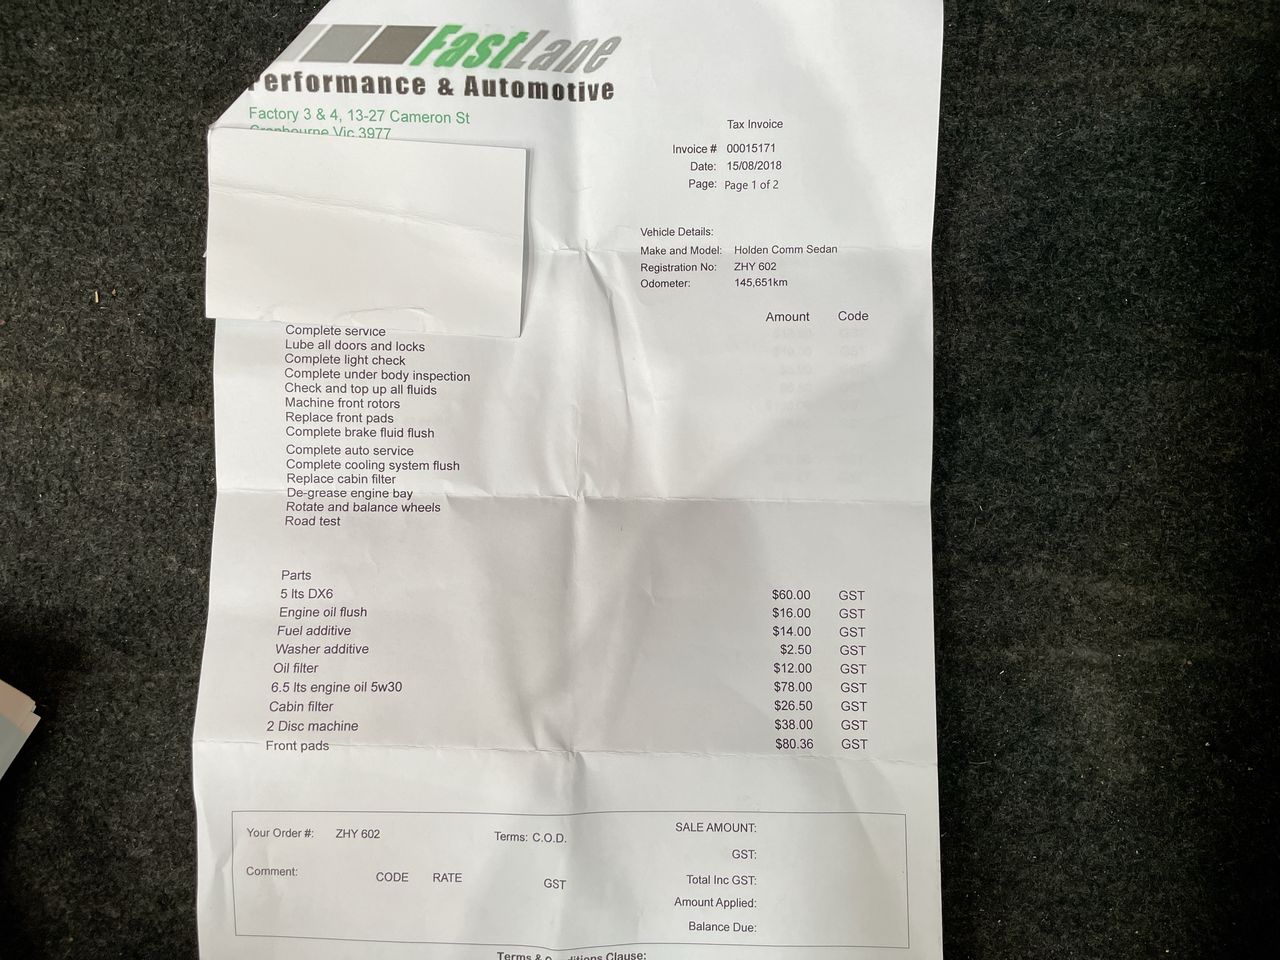 FastLane
Performance & Automotive
Factory 3 & 4, 13-27 Cameron St
Cranbourne Vic 3977
Tax Invoice
Invoice # 00015171
Date: 15/08/2018
Page: Page 1 of 2
Vehicle Details:
Make and Model: Holden Comm Sedan
Registration No: ZHY 602
Odometer: 145,651km
Amount Code
Complete service
Lube all doors and locks
Complete light check
Complete under body inspection
Check and top up all fluids
Machine front rotors
Replace front pads
Complete brake fluid flush
Complete auto service
Complete cooling system flush
Replace cabin filter
De-grease engine bay
Rotate and balance wheels
Road test
Parts
5 lts DX6 $60.00 GST
Engine oil flush $16.00 GST
Fuel additive $14.00 GST
Washer additive $2.50 GST
Oil filter $12.00 GST
6.5 lts engine oil 5w30 $78.00 GST
Cabin filter $26.50 GST
2 Disc machine $38.00 GST
Front pads $80.36 GST
Your Order #: ZHY 602 Terms: C.O.D. SALE AMOUNT:
GST:
Comment: CODE RATE GST Total Inc GST:
Amount Applied:
Balance Due:
Terms & Clause: